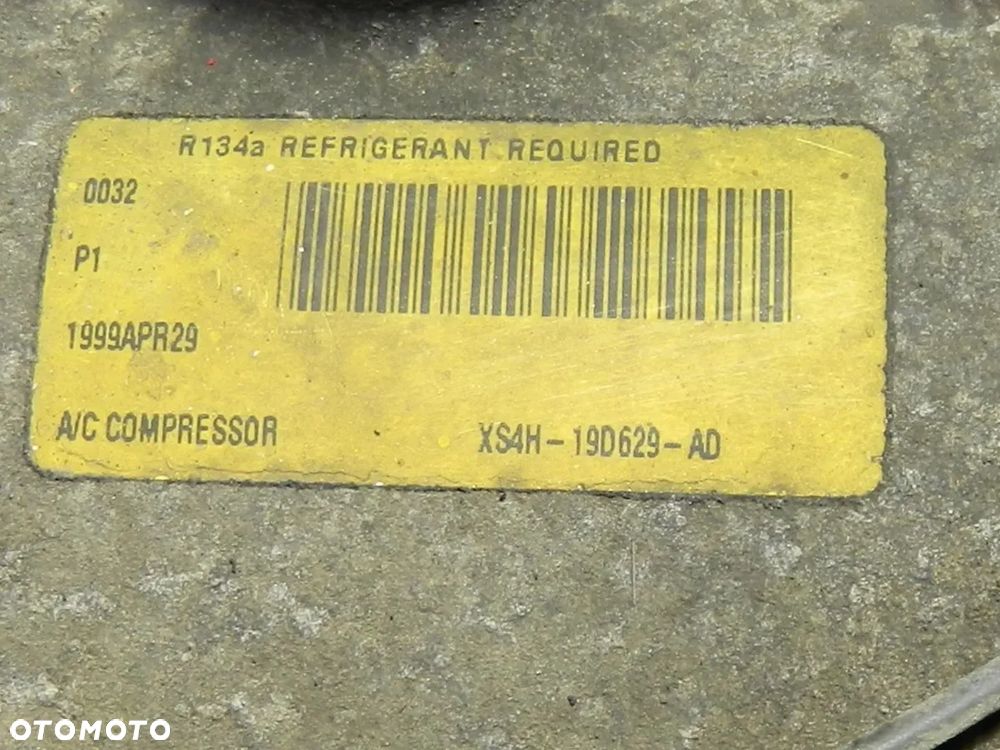 R134a REFRIGERANT REQUIRED
0032
P1
1999APR29
A/C COMPRESSOR XS4H-19D629-AD
OTOMOTO